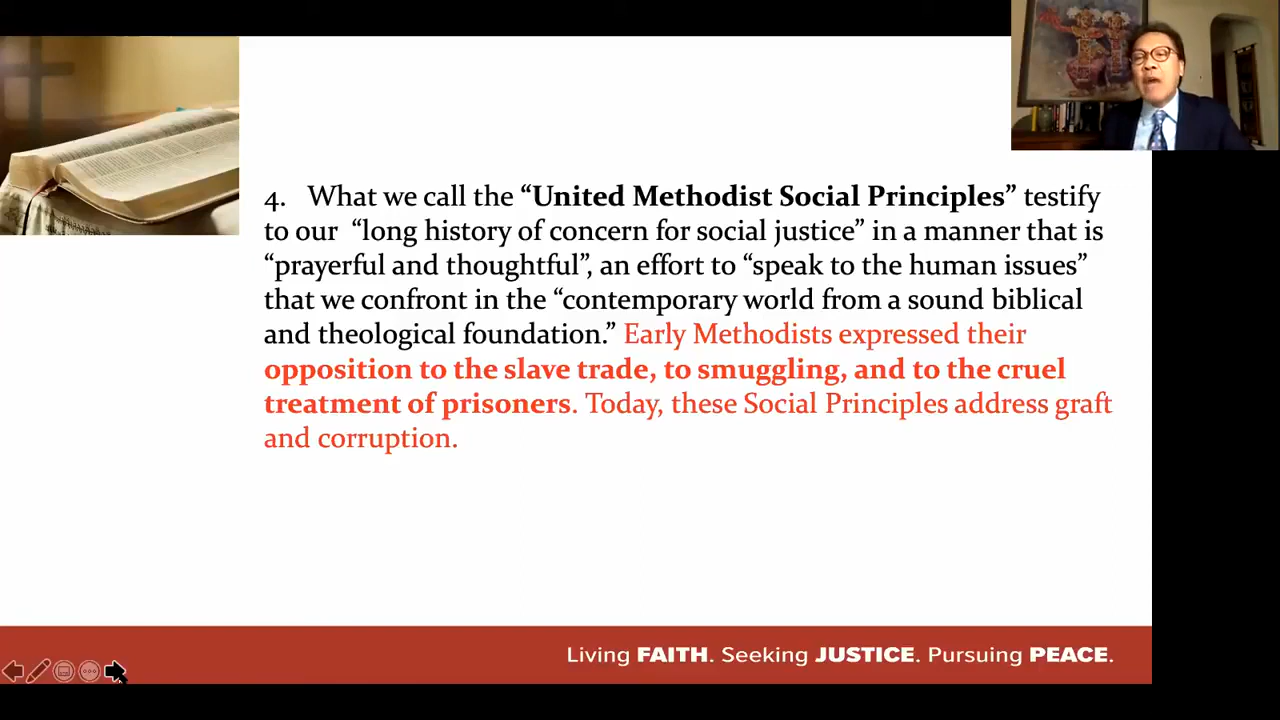 4. What we call the “United Methodist Social Principles” testify
to our “long history of concern for social justice” in a manner that is
“prayerful and thoughtful”, an effort to “speak to the human issues”
that we confront in the “contemporary world from a sound biblical
and theological foundation.” Early Methodists expressed their
opposition to the slave trade, to smuggling, and to the cruel
treatment of prisoners. Today, these Social Principles address graft
and corruption.
Living FAITH. Seeking JUSTICE. Pursuing PEACE.